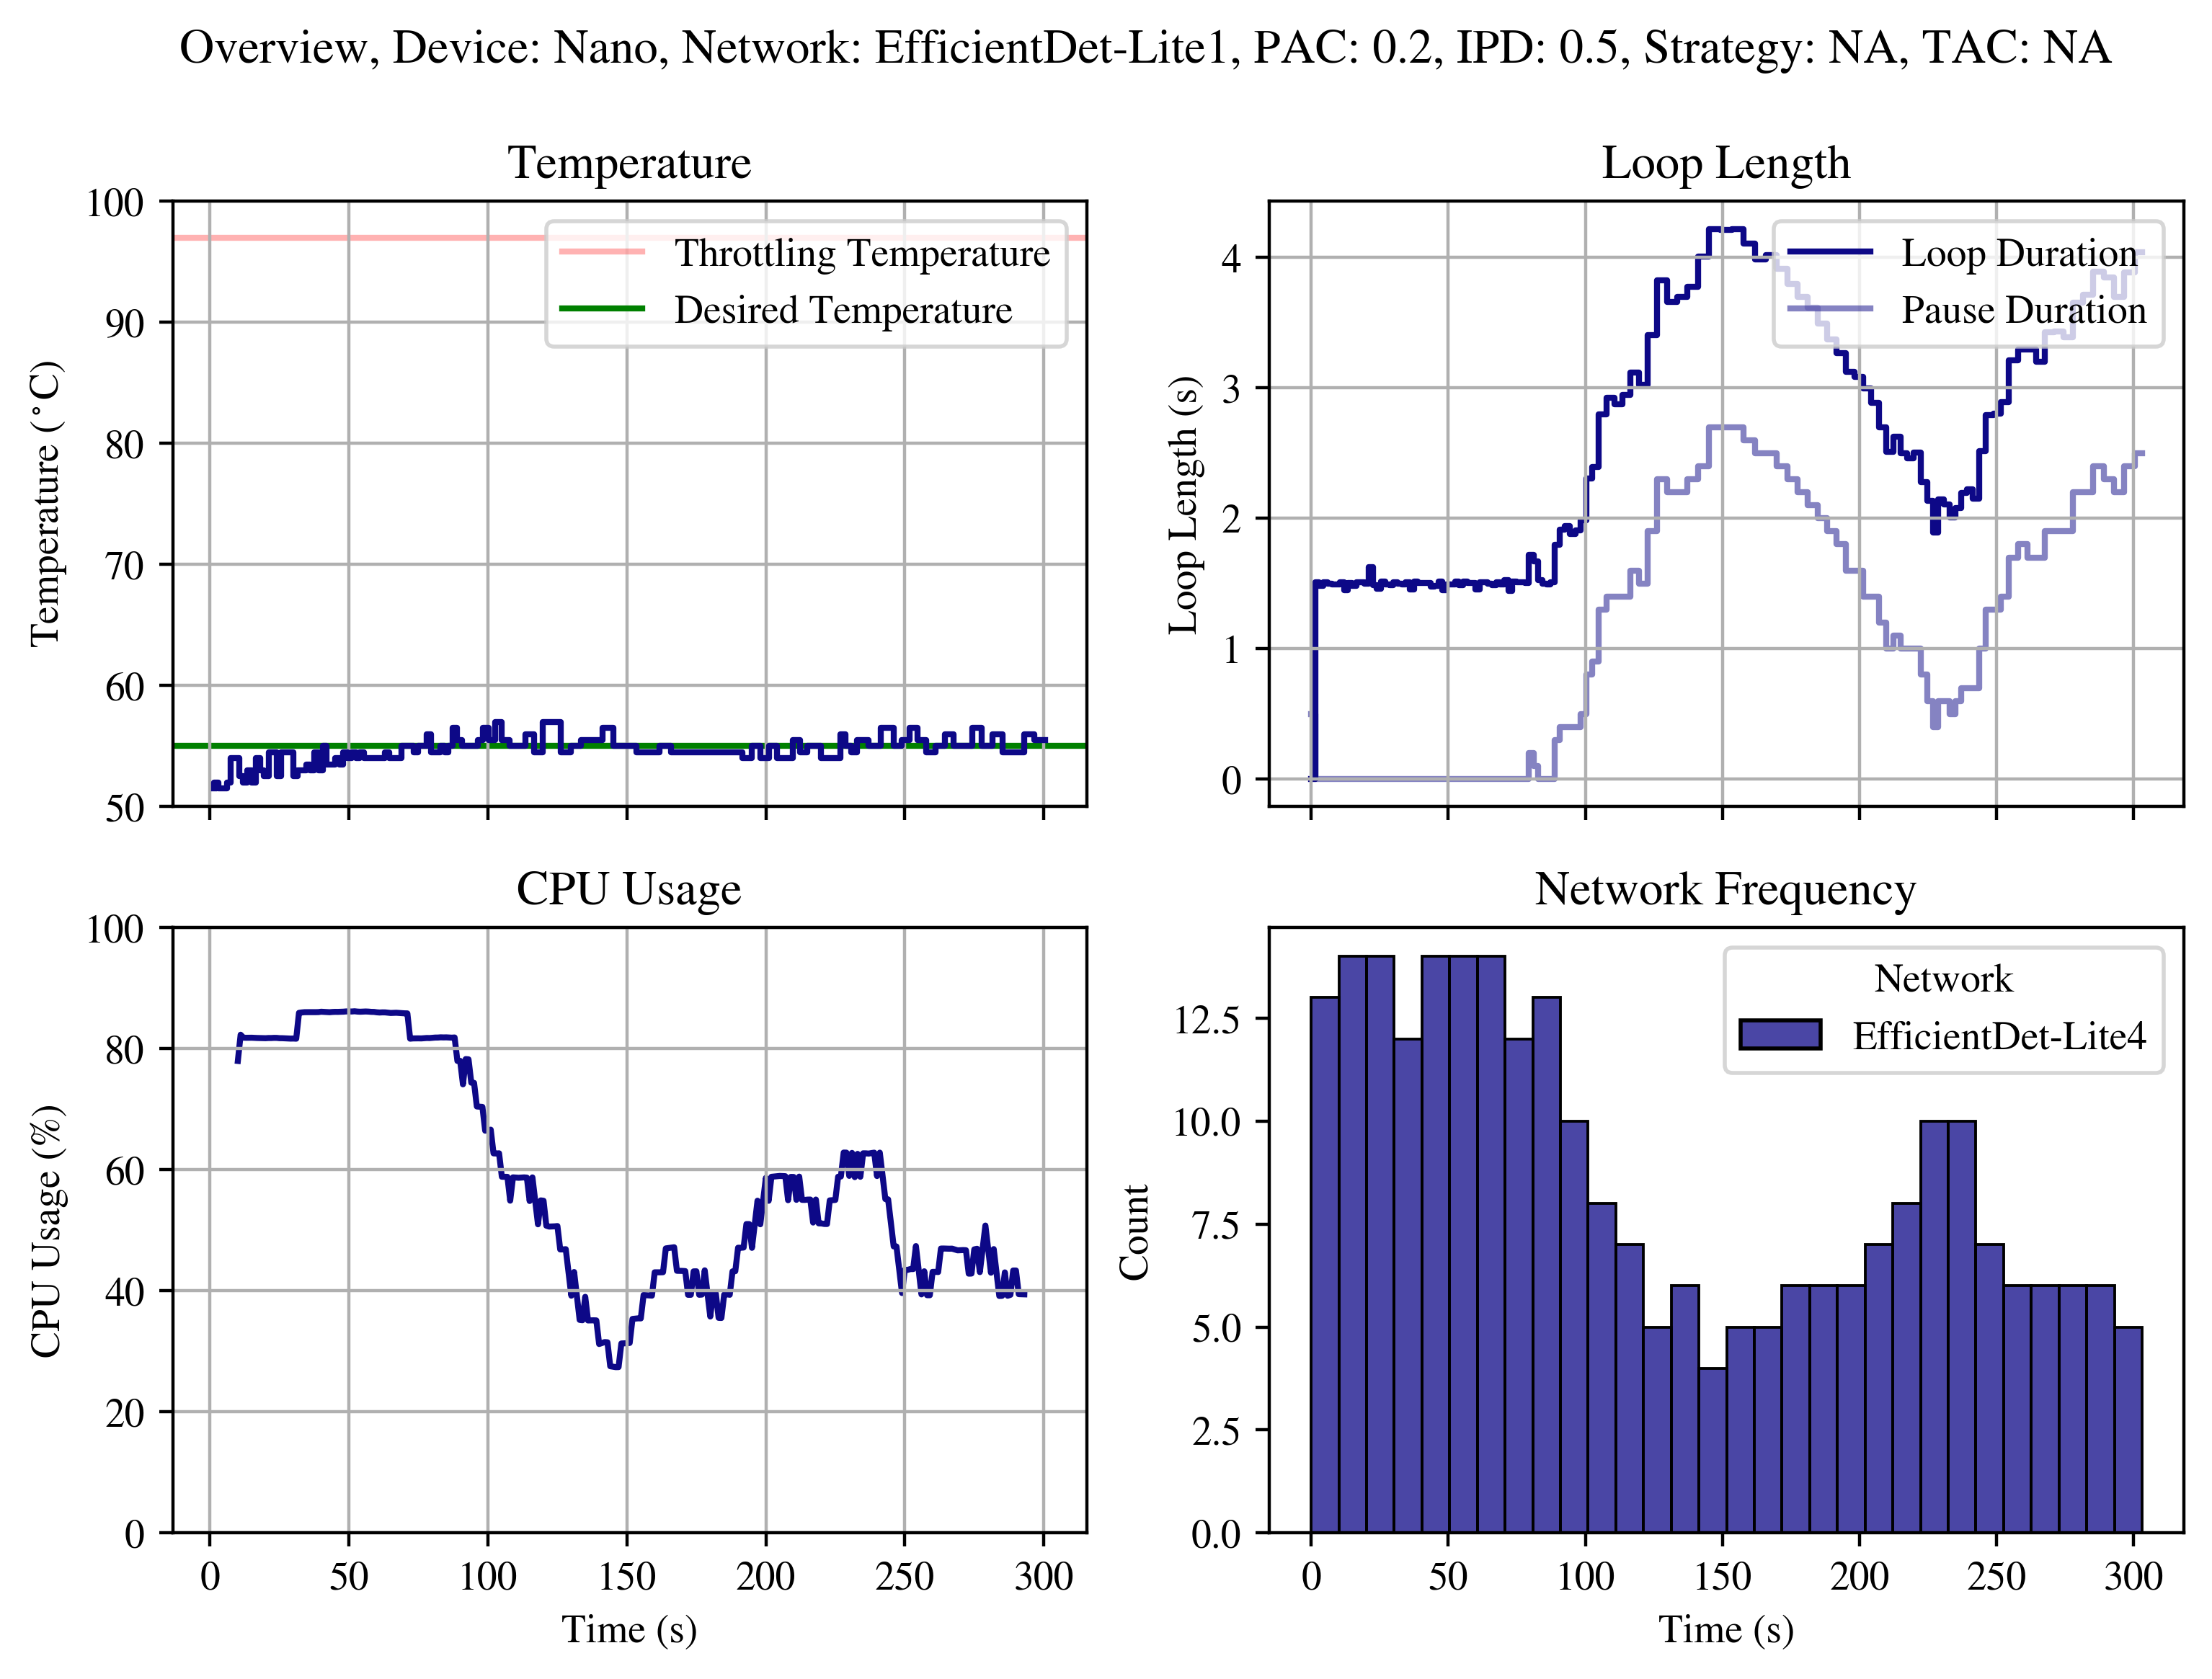 Overview, Device: Nano, Network: EfficientDet-Lite1, PAC: 0.2, IPD: 0.5, Strategy: NA, TAC: NA
Temperature
100
90
80
70
60
50
Temperature (°C)
Throttling Temperature
Desired Temperature
Loop Length
4
3
2
1
0
Loop Length (s)
Loop Duration
Pause Duration
CPU Usage
100
80
60
40
20
0
CPU Usage (%)
0 50 100 150 200 250 300
Time (s)
Network Frequency
12.5
10.0
7.5
5.0
2.5
0.0
Count
Network
EfficientDet-Lite4
0 50 100 150 200 250 300
Time (s)